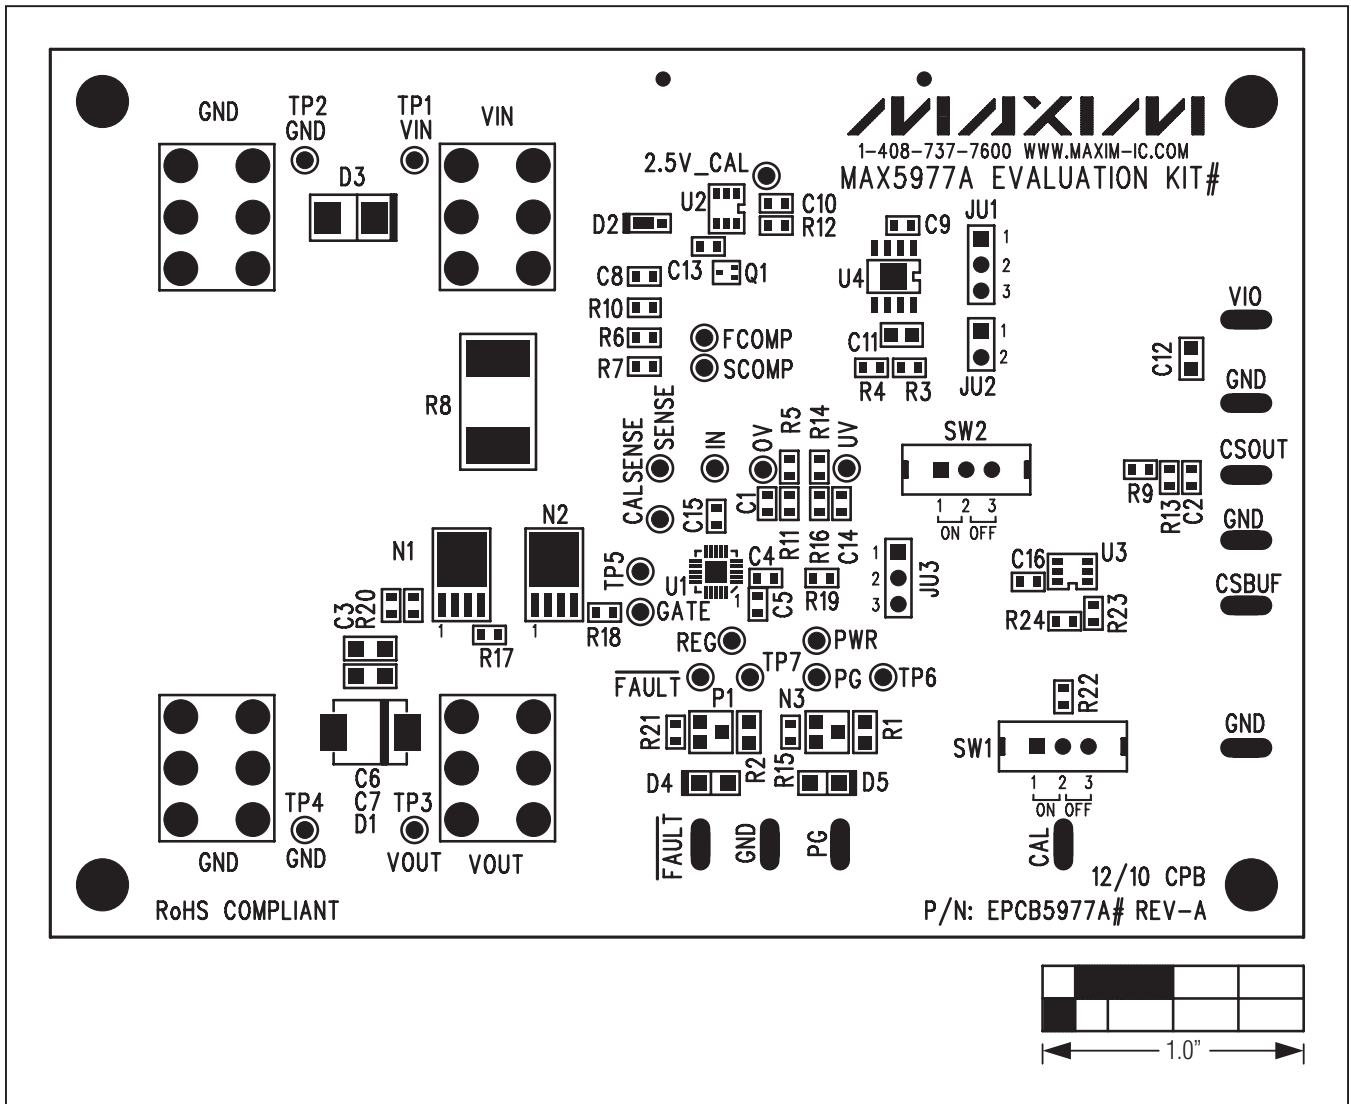 GND
TP2
GND
TP1
VIN
VIN
MAXIM
1-408-737-7600 WWW.MAXIM-IC.COM
MAX5977A EVALUATION KIT#
2.5V_CAL
D3
U2
C10
R12
D2
C13
Q1
C9
JU1
1
2
3
U4
C8
R10
R6
R7
FCOMP
SCOMP
C11
R4
R3
1
2
JU2
VIO
C12
GND
R8
CALSENSE
SENSE
IN
OV
R5
R14
UV
SW2
1 2 3
ON OFF
CSOUT
R9
R13
C2
GND
C15
C1
R11
R16
C14
N1
N2
1
1
TP5
U1
1
C4
C5
R19
1
2
3
JU3
C16
U3
CSBUF
R24
R23
C3
R20
R17
R18
GATE
REG
PWR
FAULT
TP7
PG
TP6
P1
N3
R21
R2
R15
R1
R22
GND
SW1
1 2 3
ON OFF
D4
D5
C6
C7
D1
TP4
GND
TP3
VOUT
GND
VOUT
FAULT
GND
PG
CAL
12/10 CPB
RoHS COMPLIANT
P/N: EPCB5977A# REV-A
1.0”